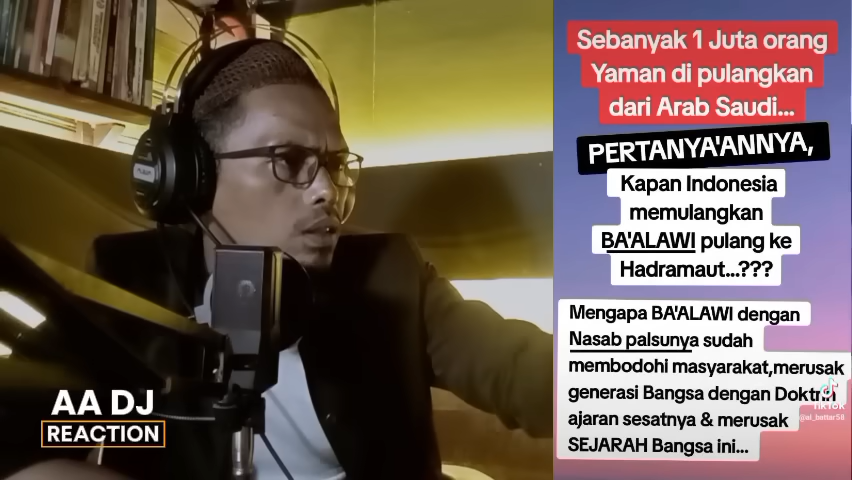 AA DJ
REACTION
Sebanyak 1 Juta orang
Yaman di pulangkan
dari Arab Saudi...
PERTANYA'ANNYA,
Kapan Indonesia
memulangkan
BA'ALAWI pulang ke
Hadramaut...???
Mengapa BA'ALAWI dengan
Nasab palsunya sudah
membodohi masyarakat,merusak
generasi Bangsa dengan Doktrin
ajaran sesatnya & merusak
SEJARAH Bangsa ini...
TikTok
@al_battar58